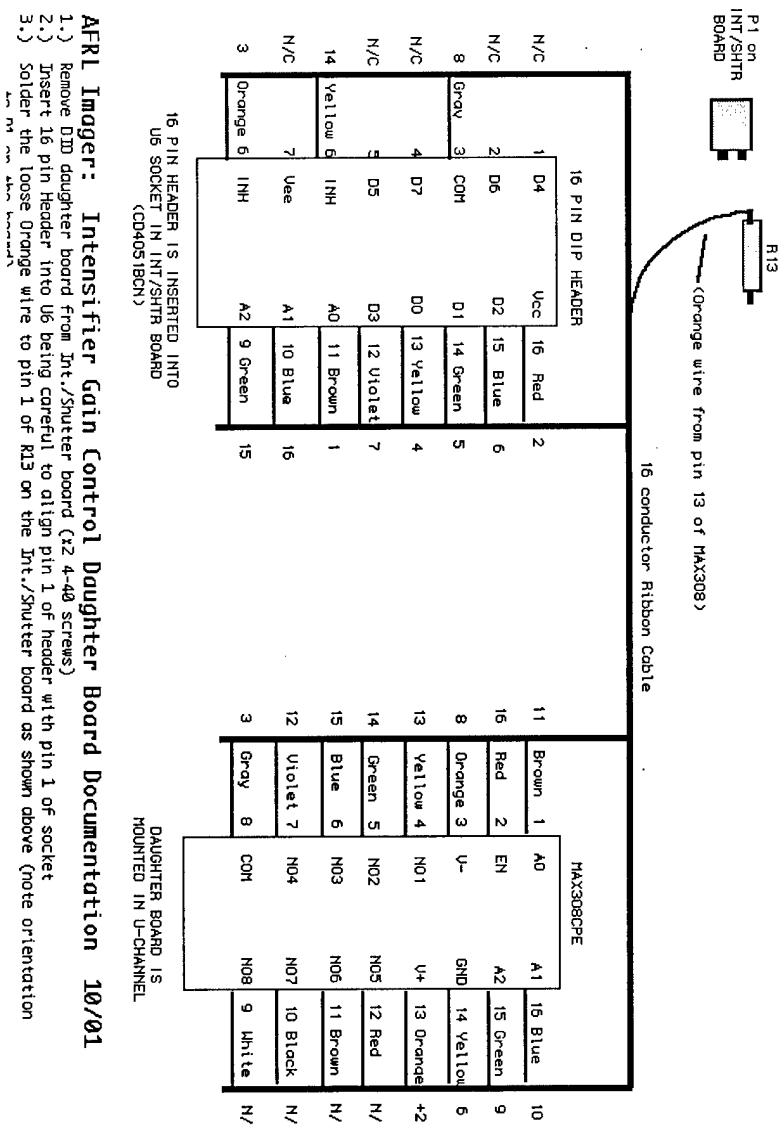 P1 on
INT/SHTR
BOARD
R13
(Orange wire from pin 13 of MAX308)
16 conductor Ribbon Cable
16 PIN DIP HEADER
N/C 1 D4 Vcc 16 Red 2
N/C 2 D6 D2 15 Blue 6
8 Gray 3 COM D1 14 Green 5
N/C 4 D7 D0 13 Yellow 4
N/C 5 D5 D3 12 Violet 7
14 Yellow 6 INH A0 11 Brown 1
N/C 7 Vee A1 10 Blue 16
3 Orange 6 INH A2 9 Green 15
16 PIN HEADER IS INSERTED INTO
U6 SOCKET IN INT/SHTR BOARD
(CD4051BCN)
MAX308CPE
11 Brown 1 A0 A1 16 Blue 10
16 Red 2 EN A2 15 Green 9
8 Orange 3 V- GND 14 Yellow 6
13 Yellow 4 NO1 V+ 13 Orange +2
14 Green 5 NO2 NO5 12 Red N/
15 Blue 6 NO3 NO6 11 Brown N/
12 Violet 7 NO4 NO7 10 Black N/
3 Gray 8 COM NO8 9 White N/
DAUGHTER BOARD IS
MOUNTED IN U-CHANNEL
AFRL Imager: Intensifier Gain Control Daughter Board Documentation 10/01
1.) Remove DID daughter board from Int./Shutter board (x2 4-40 screws)
2.) Insert 16 pin Header into U6 being careful to align pin 1 of header with pin 1 of socket
3.) Solder the loose Orange wire to pin 1 of R13 on the Int./Shutter board as shown above (note orientation
to P1 on the board)